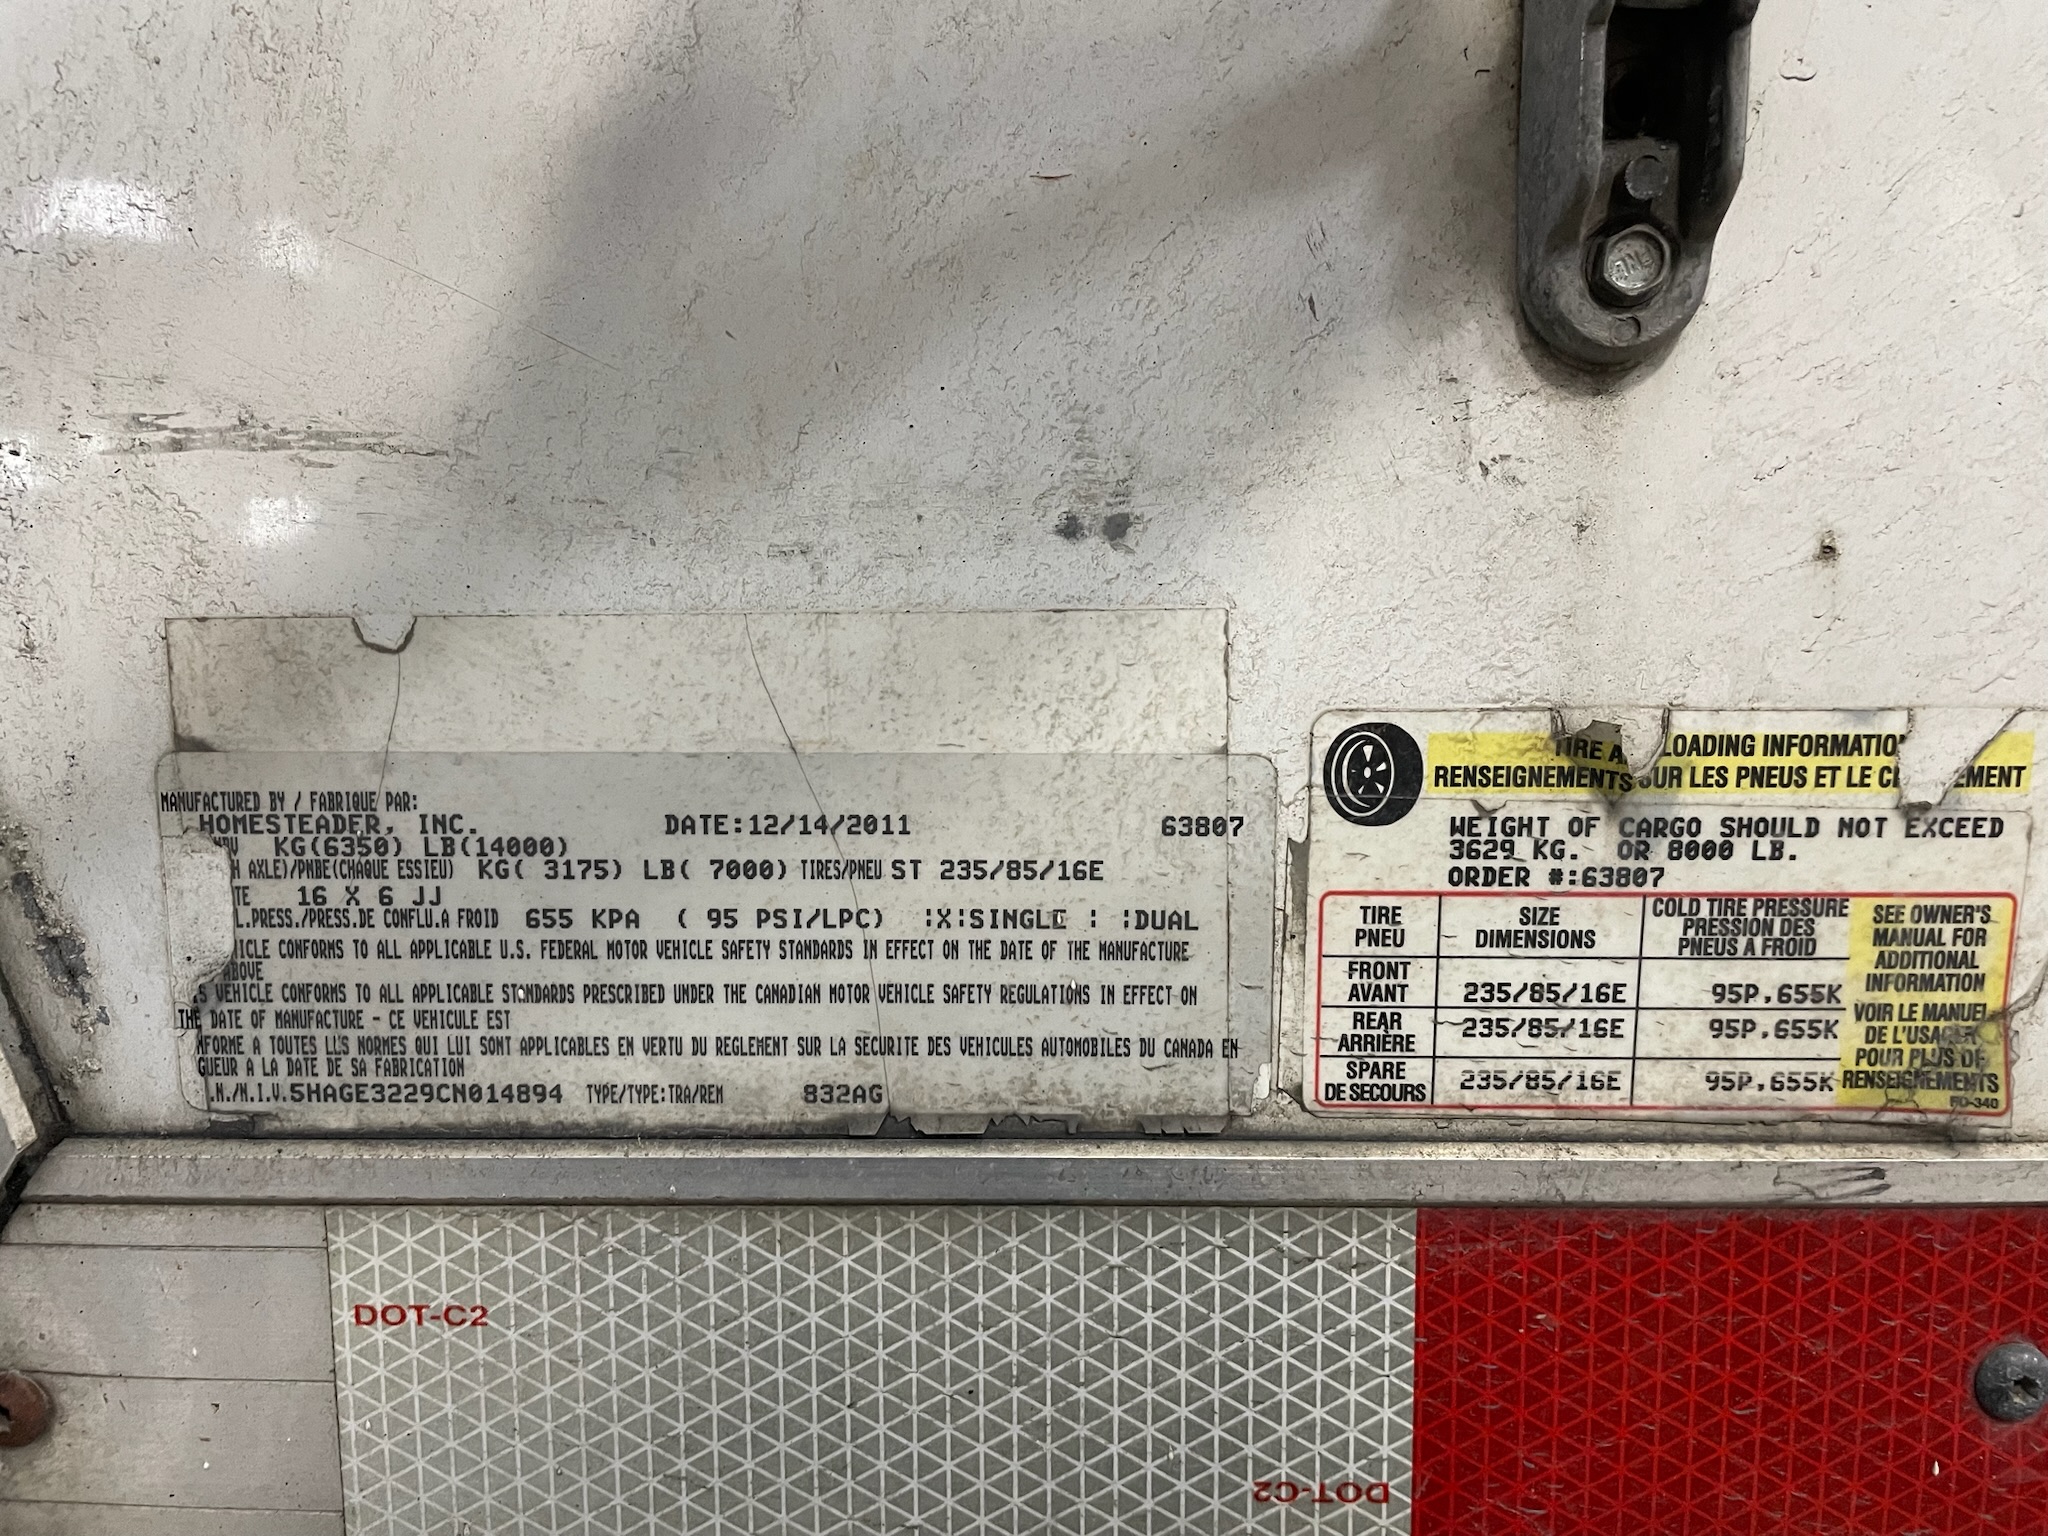 MANUFACTURED BY / FABRIQUE PAR:
HOMESTEADER, INC. DATE:12/14/2011 63807
KG(6350) LB(14000)
AXLE)/PNBE(CHAQUE ESSIEU) KG( 3175) LB( 7000) TIRES/PNEU ST 235/85/16E
TE 16 X 6 JJ
L.PRESS./PRESS.DE CONFLU.A FROID 655 KPA ( 95 PSI/LPC) :X:SINGLE : :DUAL
ICLE CONFORMS TO ALL APPLICABLE U.S. FEDERAL MOTOR VEHICLE SAFETY STANDARDS IN EFFECT ON THE DATE OF THE MANUFACTURE
ABOVE
S VEHICLE CONFORMS TO ALL APPLICABLE STANDARDS PRESCRIBED UNDER THE CANADIAN MOTOR VEHICLE SAFETY REGULATIONS IN EFFECT ON
THE DATE OF MANUFACTURE - CE VEHICULE EST
NFORME A TOUTES LES NORMES QUI LUI SONT APPLICABLES EN VERTU DU REGLEMENT SUR LA SECURITE DES VEHICULES AUTOMOBILES DU CANADA EN
GUEUR A LA DATE DE SA FABRICATION
.N./N.I.V.5HAGE3229CN014894 TYPE/TYPE:TRA/REM 832AG
TIRE A LOADING INFORMATIO
RENSEIGNEMENTS SUR LES PNEUS ET LE C EMENT
WEIGHT OF CARGO SHOULD NOT EXCEED
3629 KG. OR 8000 LB.
ORDER #:63807
TIRE
PNEU
SIZE
DIMENSIONS
COLD TIRE PRESSURE
PRESSION DES
PNEUS A FROID
FRONT
AVANT
235/85/16E
95P,655K
REAR
ARRIÈRE
235/85/16E
95P,655K
SPARE
DE SECOURS
235/85/16E
95P,655K
SEE OWNER'S
MANUAL FOR
ADDITIONAL
INFORMATION
VOIR LE MANUEL
DE L'USAGER
POUR PLUS DE
RENSEIGNEMENTS
DOT-C2
DOT-C2